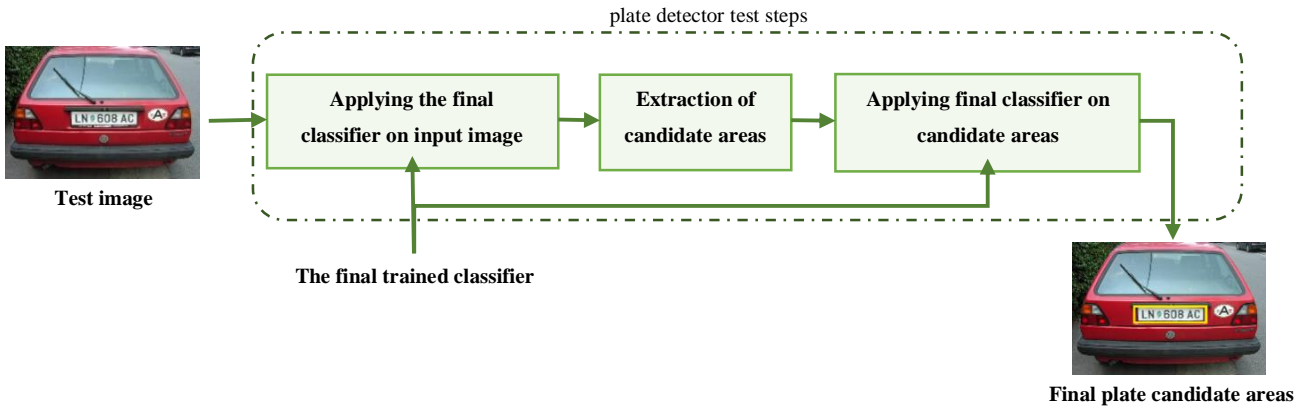 plate detector test steps
Applying the final
classifier on input image
Extraction of
candidate areas
Applying final classifier on
candidate areas
LN 608 AC
A
Test image
The final trained classifier
LN 608 AC
A
Final plate candidate areas